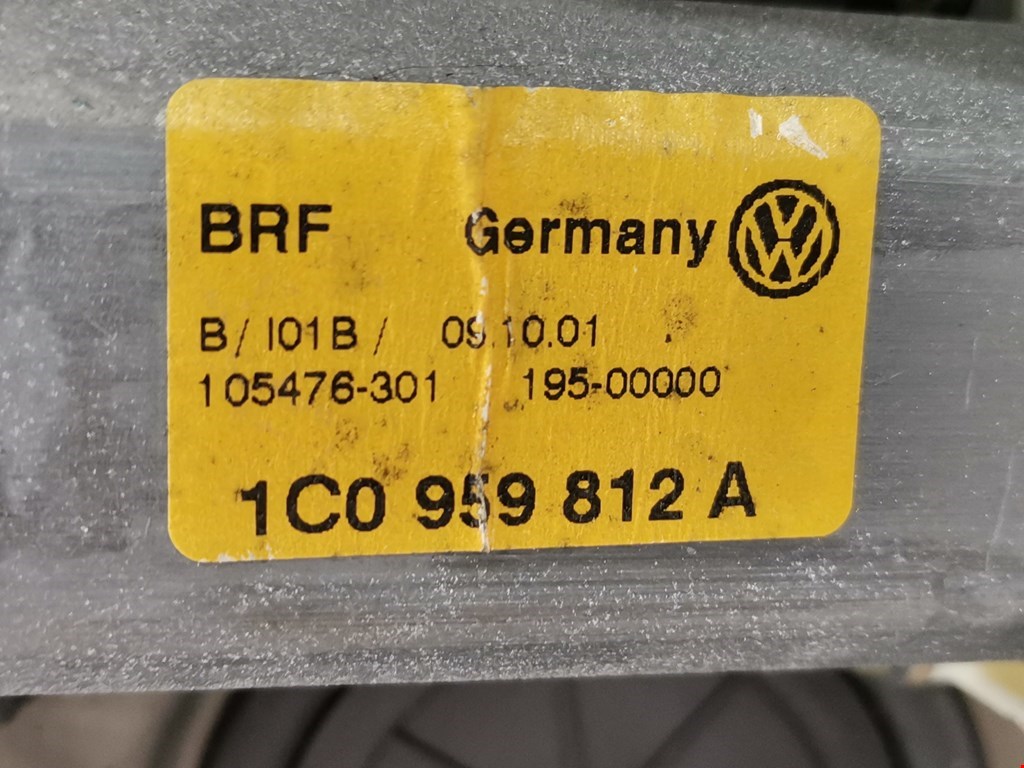 BRF Germany
B/ I01B / 09.10.01
105476-301 195-00000
1C0 959 812 A